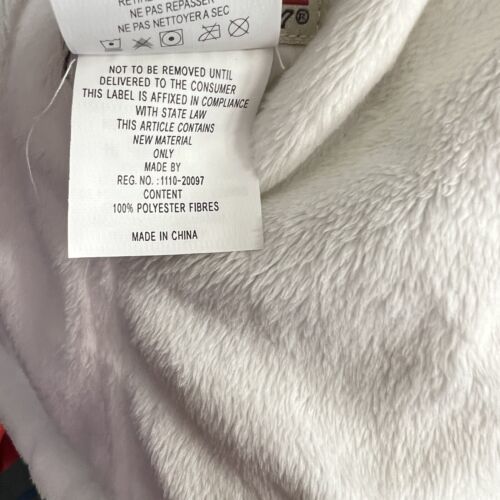 NE PAS REPASSER
NE PAS NETTOYER A SEC
7®
NOT TO BE REMOVED UNTIL
DELIVERED TO THE CONSUMER
THIS LABEL IS AFFIXED IN COMPLIANCE
WITH STATE LAW
THIS ARTICLE CONTAINS
NEW MATERIAL
ONLY
MADE BY
REG. NO. :1110-20097
CONTENT
100% POLYESTER FIBRES
MADE IN CHINA